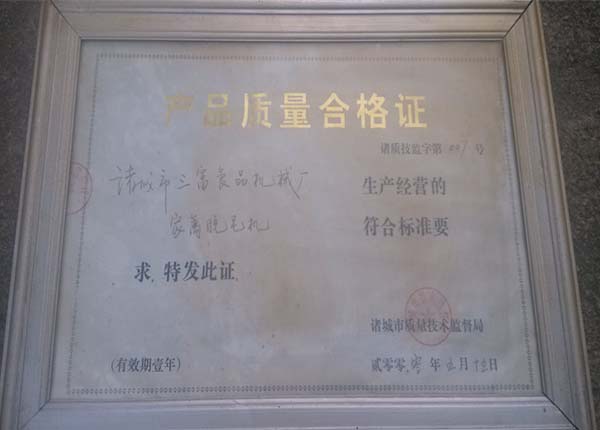 产品质量合格证
诸质技监字第 007 号
诸城市三富食品机械厂 生产经营的
家禽脱毛机 符合标准要
求,特发此证.
诸城市质量技术监督局
(有效期壹年) 贰零零 零 年 五 月 日